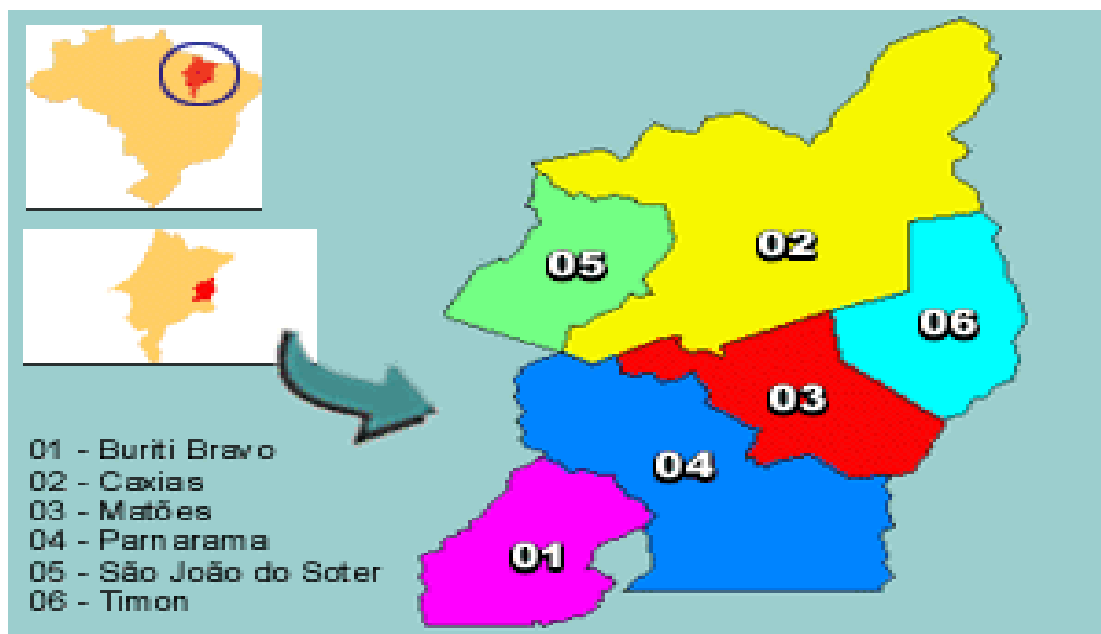 02
05
06
03
04
01
01 - Buriti Bravo
02 - Caxias
03 - Matões
04 - Parnarama
05 - São João do Soter
06 - Timon